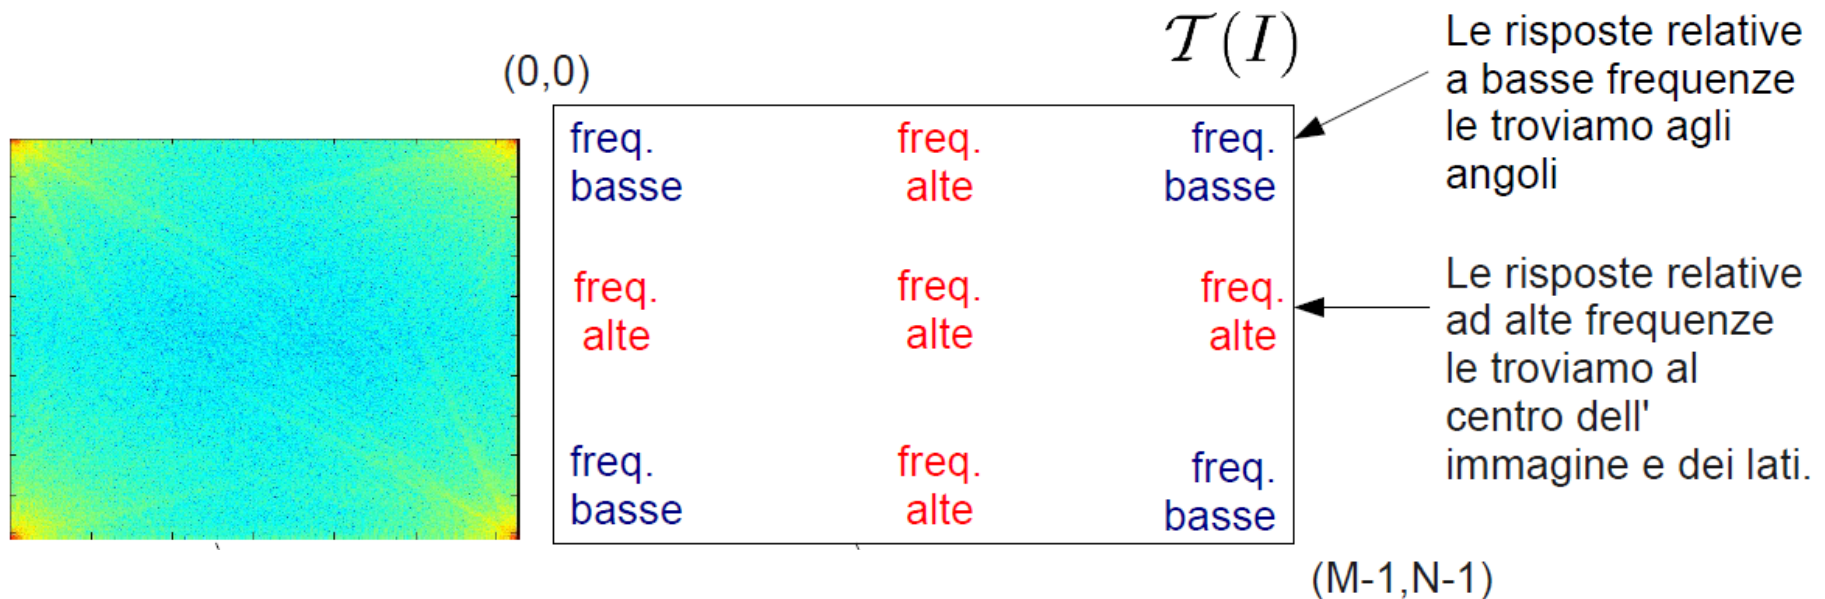 (0,0)
𝒯(I)
freq.
basse
freq.
alte
freq.
basse
freq.
alte
freq.
alte
freq.
alte
freq.
basse
freq.
alte
freq.
basse
(M-1,N-1)
Le risposte relative
a basse frequenze
le troviamo agli
angoli
Le risposte relative
ad alte frequenze
le troviamo al
centro dell'
immagine e dei lati.